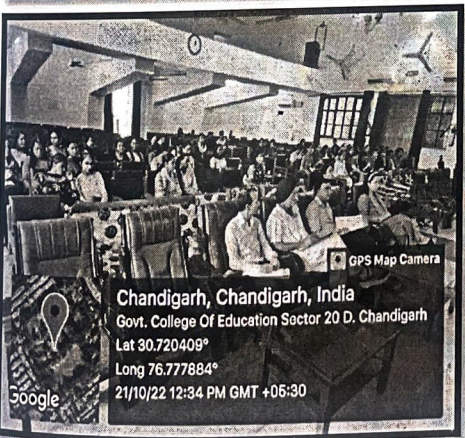 GPS Map Camera
Chandigarh, Chandigarh, India
Govt. College Of Education Sector 20 D. Chandigarh
Lat 30.720409°
Long 76.777884°
21/10/22 12:34 PM GMT +05:30
Google